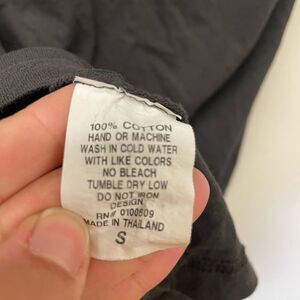 100% COTTON
HAND OR MACHINE
WASH IN COLD WATER
WITH LIKE COLORS
NO BLEACH
TUMBLE DRY LOW
DO NOT IRON
DESIGN
RN# 0100509
MADE IN THAILAND
S